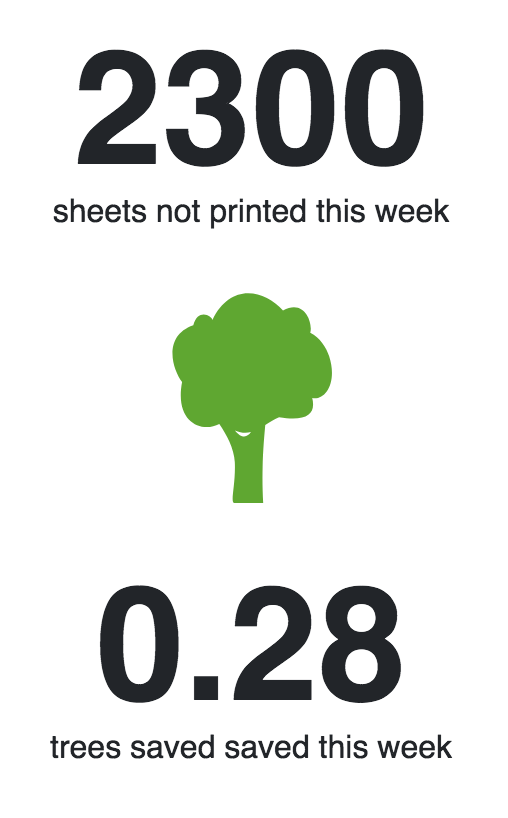 2300
sheets not printed this week
0.28
trees saved saved this week